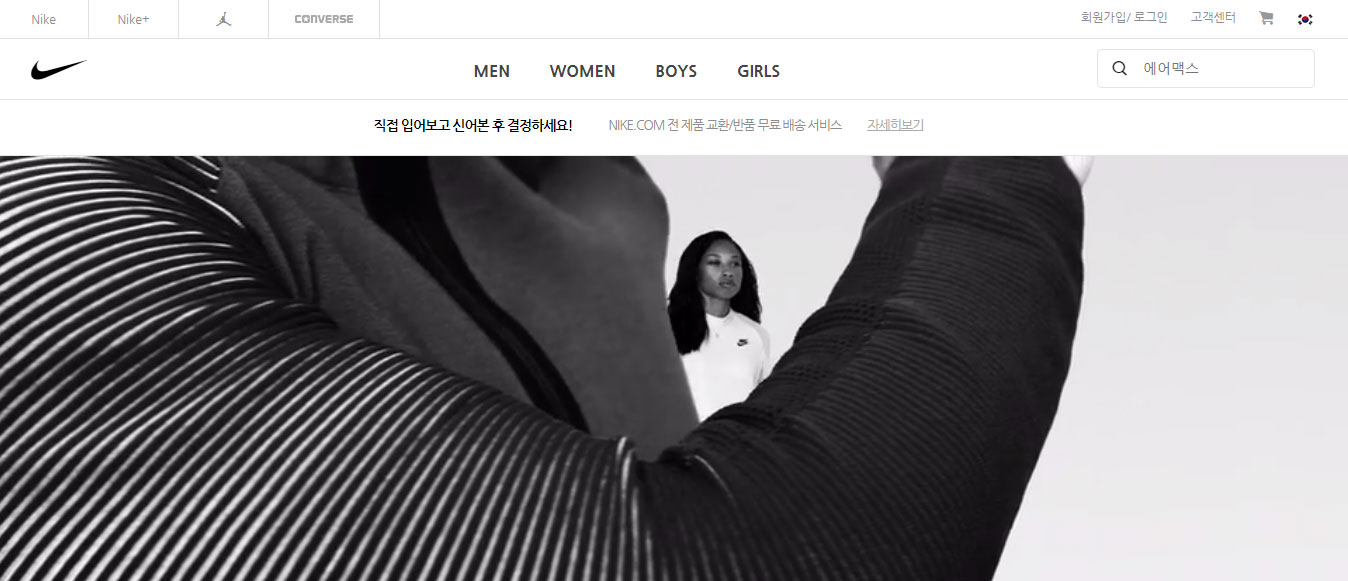 Nike Nike+ CONVERSE 회원가입/ 로그인 고객센터
MEN WOMEN BOYS GIRLS 에어맥스
직접 입어보고 신어본 후 결정하세요! NIKE.COM 전 제품 교환/반품 무료 배송 서비스 자세히보기